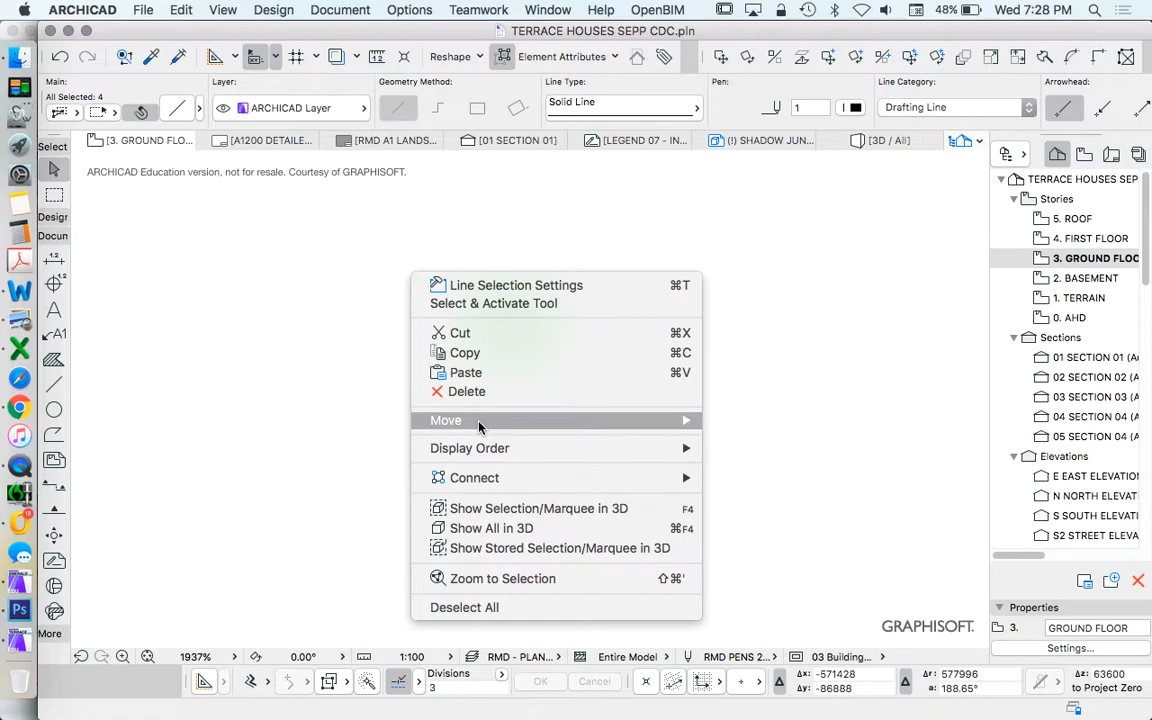 ARCHICAD File Edit View Design Document Options Teamwork Window Help OpenBIM 48% Wed 7:28 PM
TERRACE HOUSES SEPP CDC.pln
Reshape Element Attributes
Main:
All Selected: 4
Layer:
ARCHICAD Layer
Geometry Method:
Line Type:
Solid Line
Pen:
1
Line Category:
Drafting Line
Arrowhead:
[3. GROUND FLO... [A1200 DETAILE... [RMD A1 LANDS... [01 SECTION 01] [LEGEND 07 - IN... (!) SHADOW JUN... [3D / All]
Select
Design
Docum
More
ARCHICAD Education version, not for resale. Courtesy of GRAPHISOFT.
Line Selection Settings ⌘T
Select & Activate Tool
Cut ⌘X
Copy ⌘C
Paste ⌘V
Delete
Move
Display Order
Connect
Show Selection/Marquee in 3D F4
Show All in 3D ⌘F4
Show Stored Selection/Marquee in 3D
Zoom to Selection ⇧⌘'
Deselect All
GRAPHISOFT.
TERRACE HOUSES SEP
Stories
5. ROOF
4. FIRST FLOOR
3. GROUND FLOO
2. BASEMENT
1. TERRAIN
0. AHD
Sections
01 SECTION 01 (A
02 SECTION 02 (A
03 SECTION 03 (A
04 SECTION 04 (A
05 SECTION 04 (A
Elevations
E EAST ELEVATIO
N NORTH ELEVAT
S SOUTH ELEVATI
S2 STREET ELEVA
Properties
3. GROUND FLOOR
Settings...
1937% 0.00° 1:100 RMD - PLAN... Entire Model RMD PENS 2... 03 Building...
Divisions
3
OK Cancel
Δx: -571428
Δy: -86888
Δr: 577996
a: 188.65°
Δz: 63600
to Project Zero